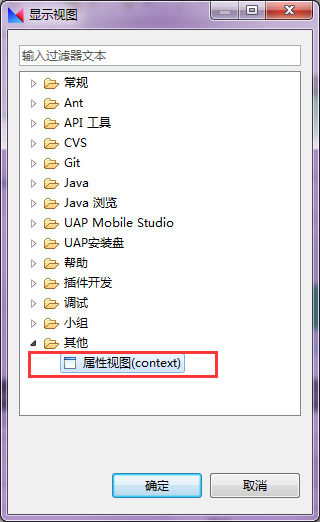 显示视图
输入过滤器文本
常规
Ant
API 工具
CVS
Git
Java
Java 浏览
UAP Mobile Studio
UAP安装盘
帮助
插件开发
调试
小组
其他
属性视图(context)
确定
取消